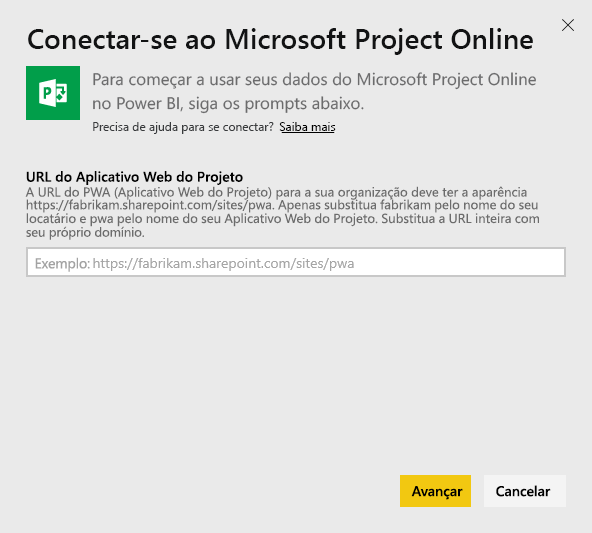 Conectar-se ao Microsoft Project Online
Para começar a usar seus dados do Microsoft Project Online
no Power BI, siga os prompts abaixo.
Precisa de ajuda para se conectar? Saiba mais
URL do Aplicativo Web do Projeto
A URL do PWA (Aplicativo Web do Projeto) para a sua organização deve ter a aparência
https://fabrikam.sharepoint.com/sites/pwa. Apenas substitua fabrikam pelo nome do seu
locatário e pwa pelo nome do seu Aplicativo Web do Projeto. Substitua a URL inteira com
seu próprio domínio.
Exemplo: https://fabrikam.sharepoint.com/sites/pwa
Avançar Cancelar